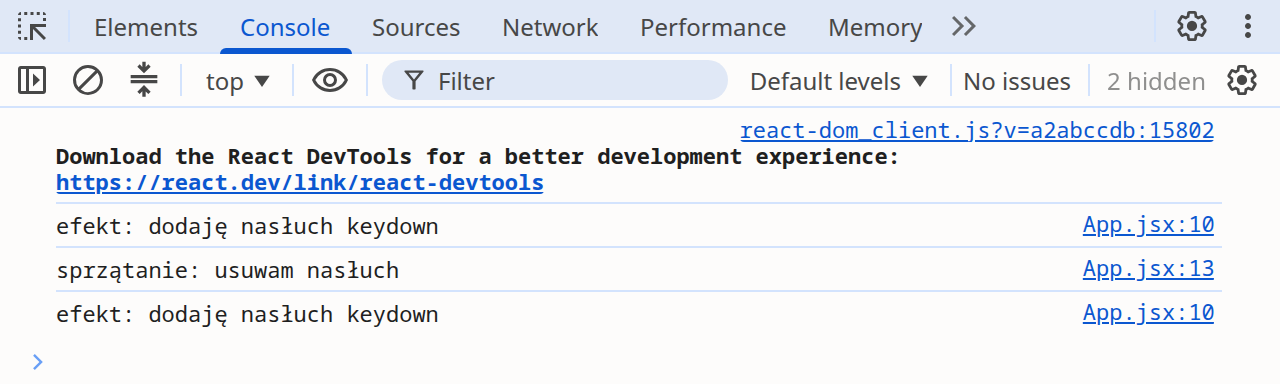 Elements Console Sources Network Performance Memory
top Filter Default levels No issues 2 hidden
react-dom_client.js?v=a2abccdb:15802
Download the React DevTools for a better development experience:
https://react.dev/link/react-devtools
efekt: dodaję nasłuch keydown App.jsx:10
sprzątanie: usuwam nasłuch App.jsx:13
efekt: dodaję nasłuch keydown App.jsx:10